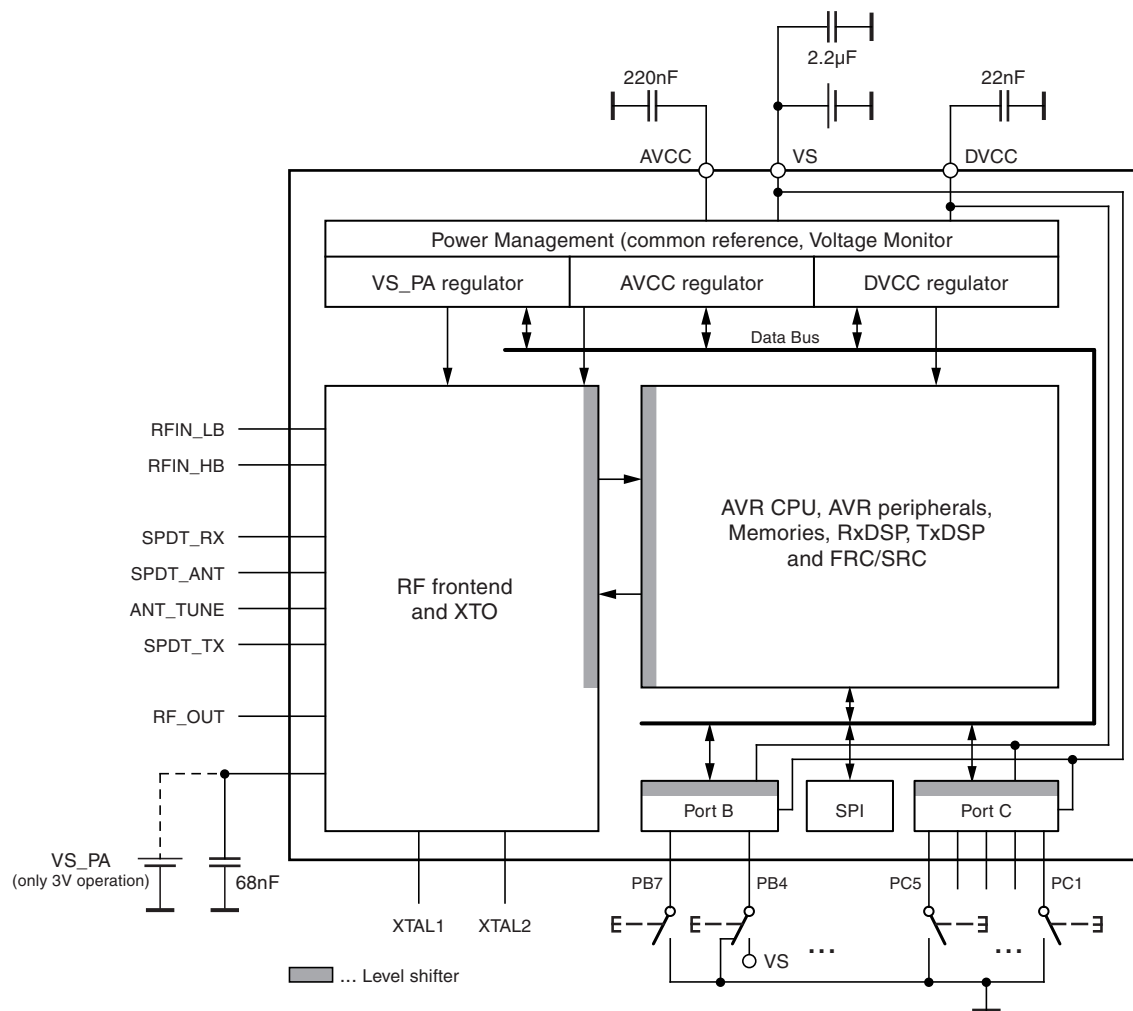 2.2µF
220nF
22nF
AVCC
VS
DVCC
Power Management (common reference, Voltage Monitor
VS_PA regulator
AVCC regulator
DVCC regulator
Data Bus
RFIN_LB
RFIN_HB
SPDT_RX
SPDT_ANT
ANT_TUNE
SPDT_TX
RF_OUT
RF frontend
and XTO
AVR CPU, AVR peripherals,
Memories, RxDSP, TxDSP
and FRC/SRC
Port B
SPI
Port C
VS_PA
(only 3V operation)
68nF
PB7
PB4
PC5
PC1
XTAL1
XTAL2
VS
...
...
... Level shifter